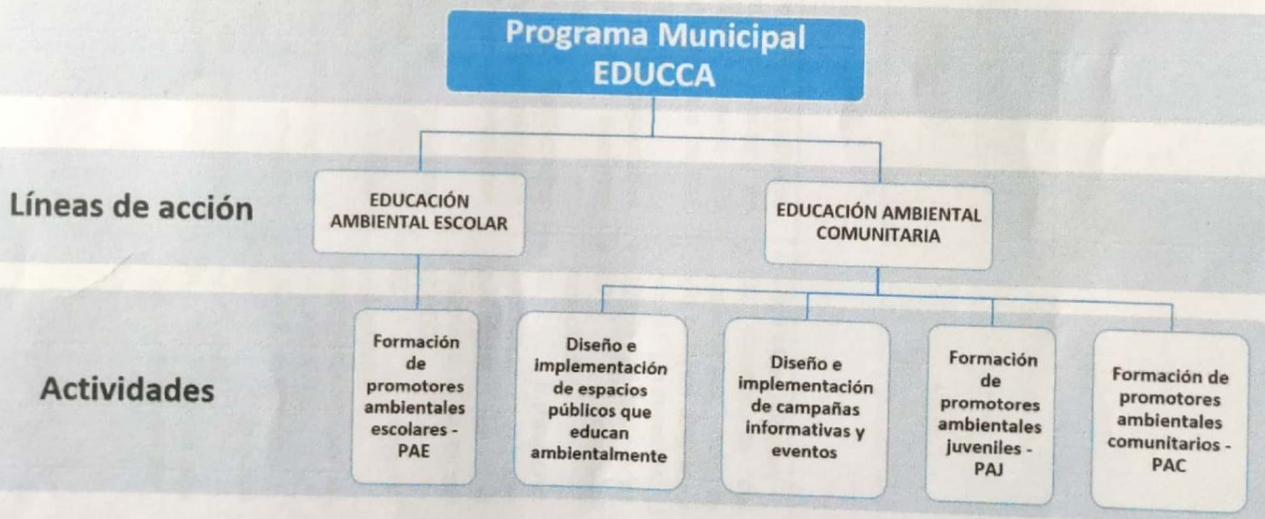 Programa Municipal
EDUCCA
Líneas de acción
EDUCACIÓN
AMBIENTAL ESCOLAR
EDUCACIÓN AMBIENTAL
COMUNITARIA
Actividades
Formación
de
promotores
ambientales
escolares -
PAE
Diseño e
implementación
de espacios
públicos que
educan
ambientalmente
Diseño e
implementación
de campañas
informativas y
eventos
Formación
de
promotores
ambientales
juveniles -
PAJ
Formación de
promotores
ambientales
comunitarios -
PAC